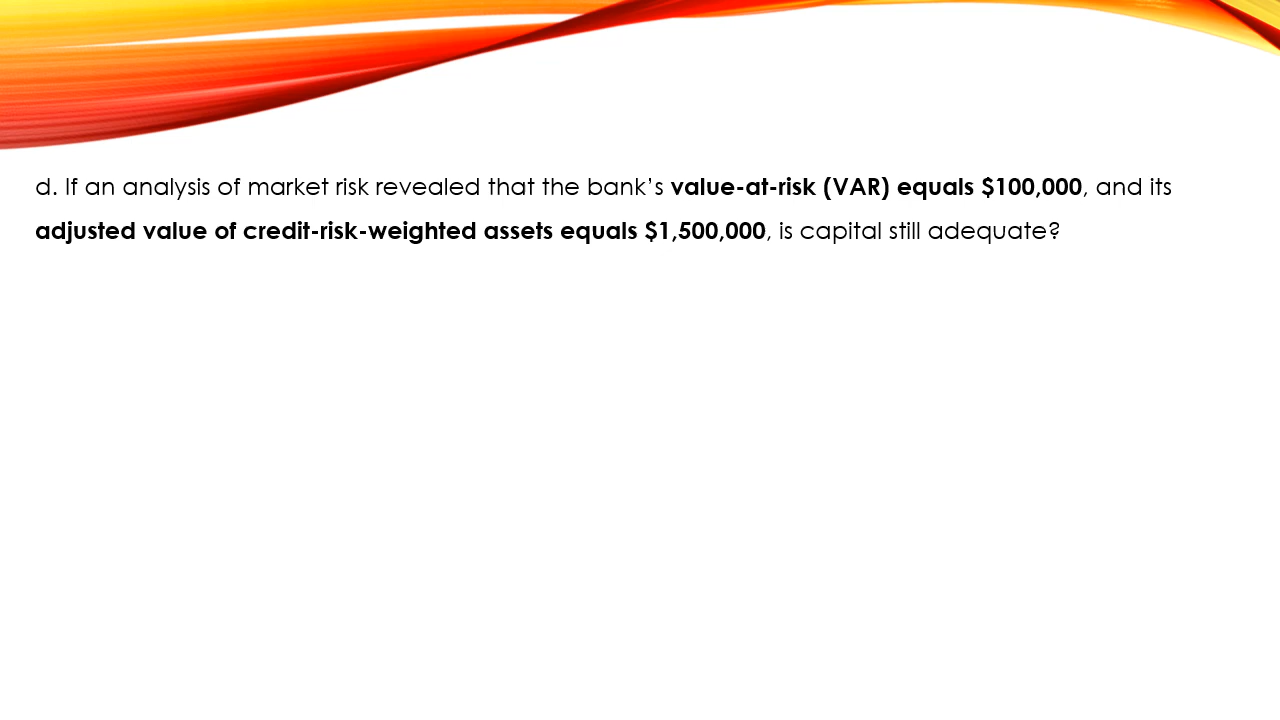 d. If an analysis of market risk revealed that the bank’s value-at-risk (VAR) equals $100,000, and its
adjusted value of credit-risk-weighted assets equals $1,500,000, is capital still adequate?